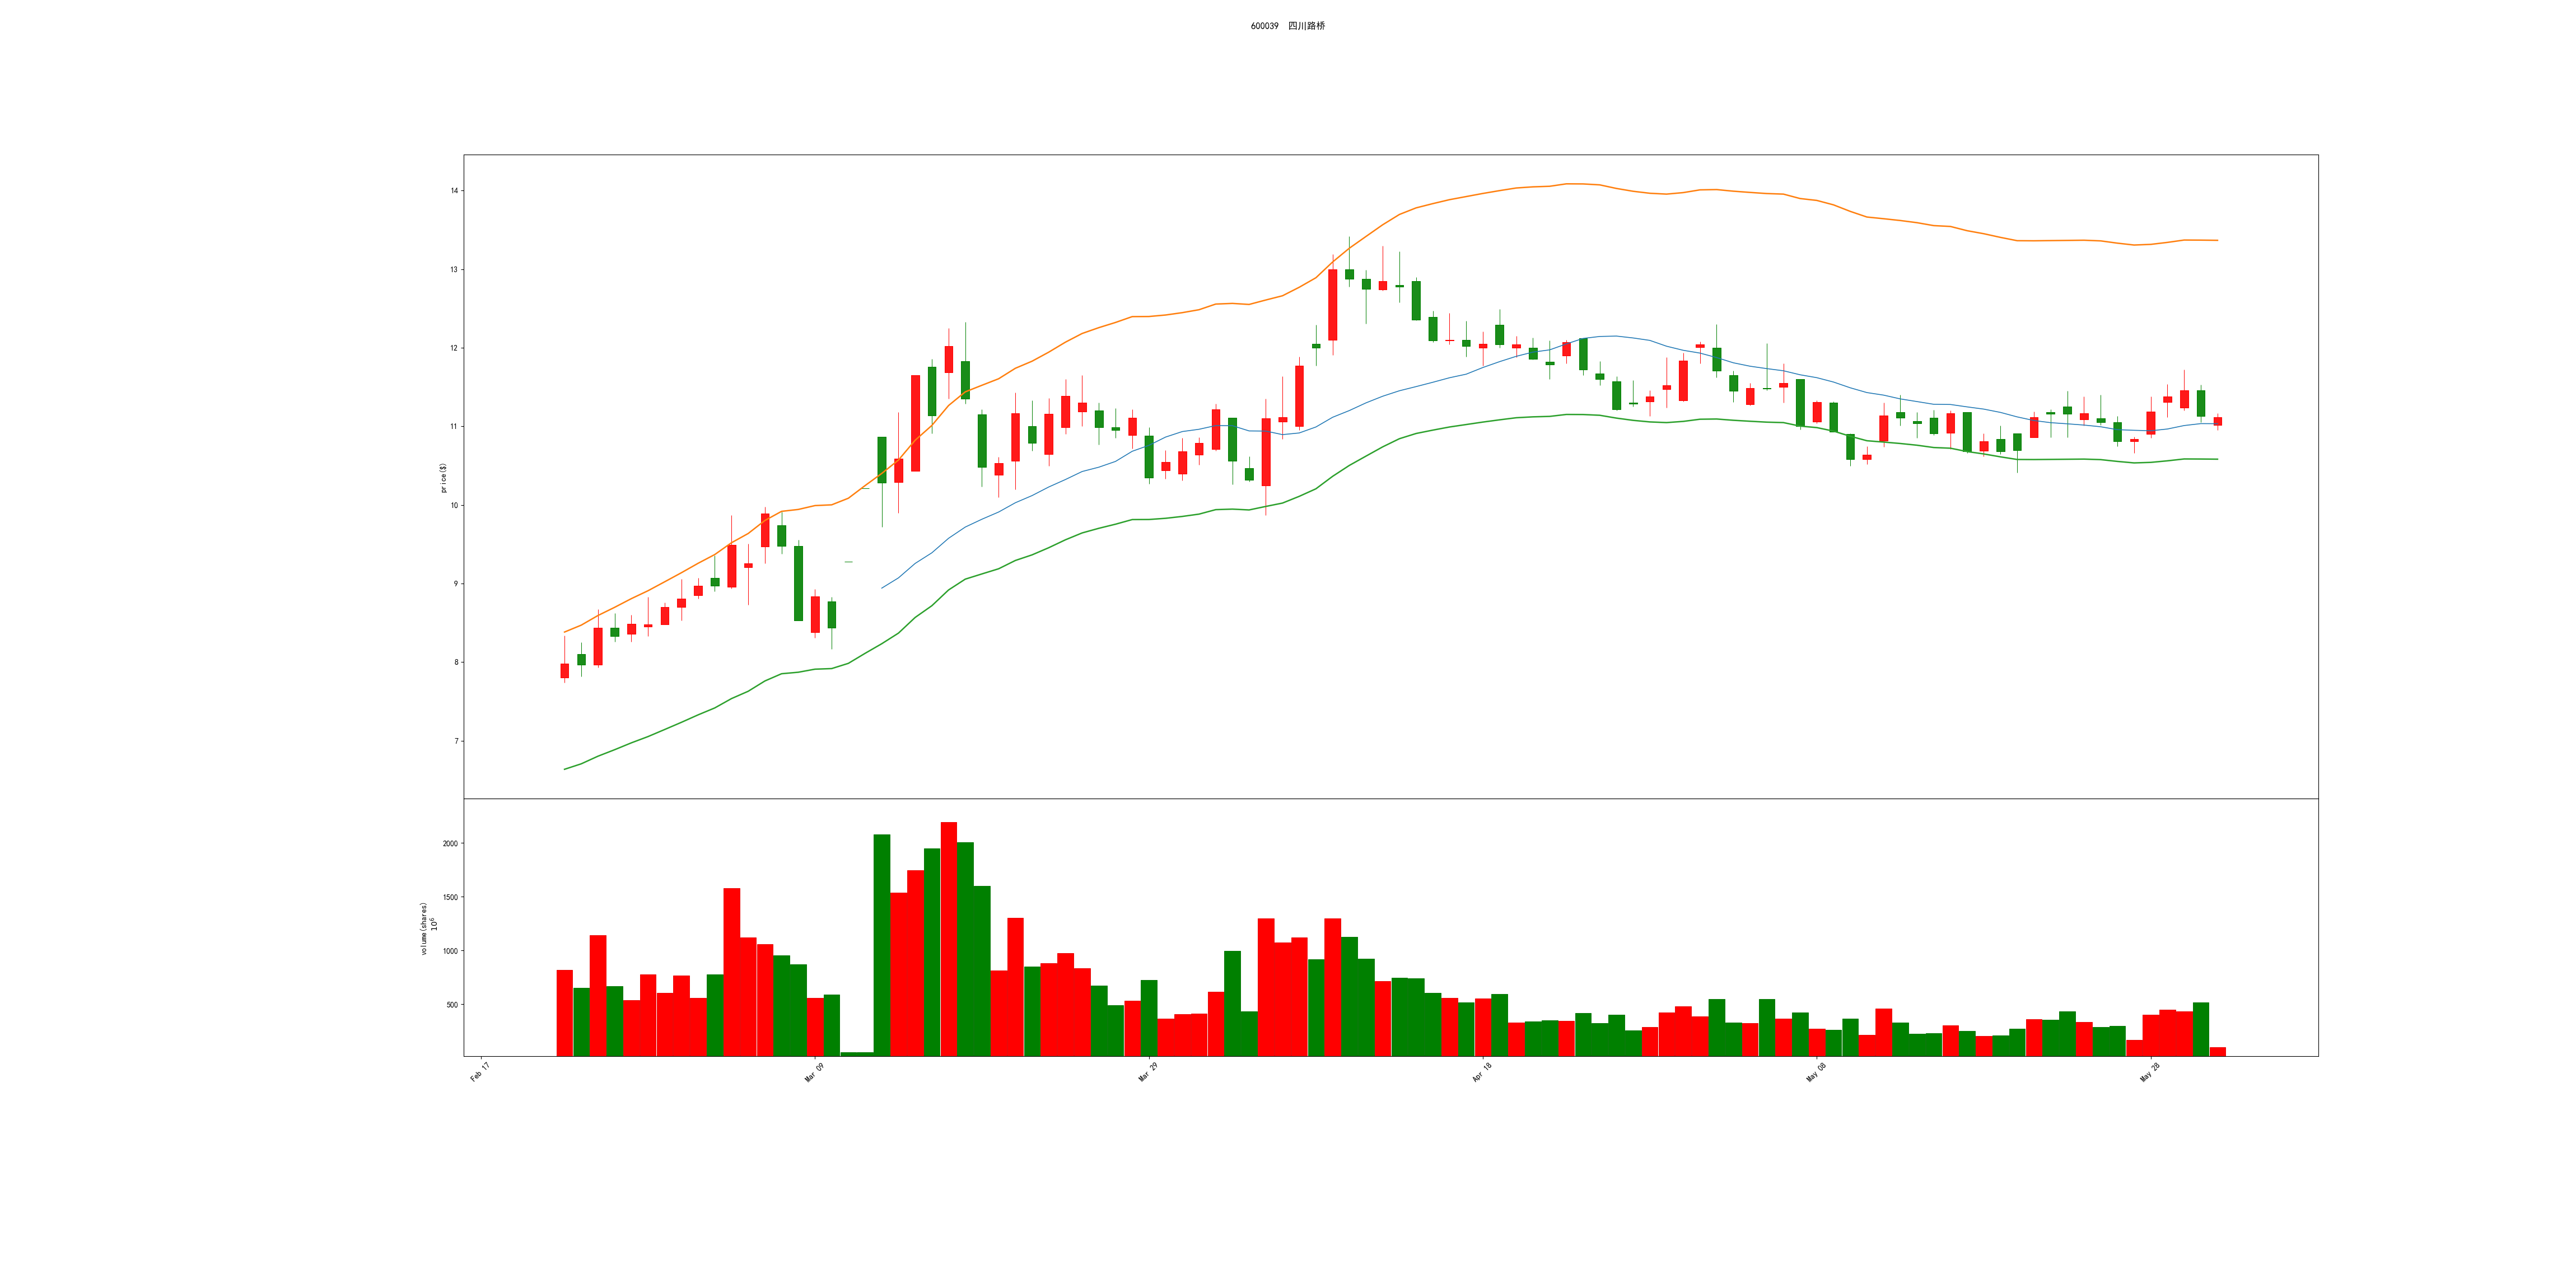 600039 四川路桥
price($)
14
13
12
11
10
9
8
7
volume(shares)
10^6
2000
1500
1000
500
Feb 17
Mar 09
Mar 29
Apr 18
May 08
May 28